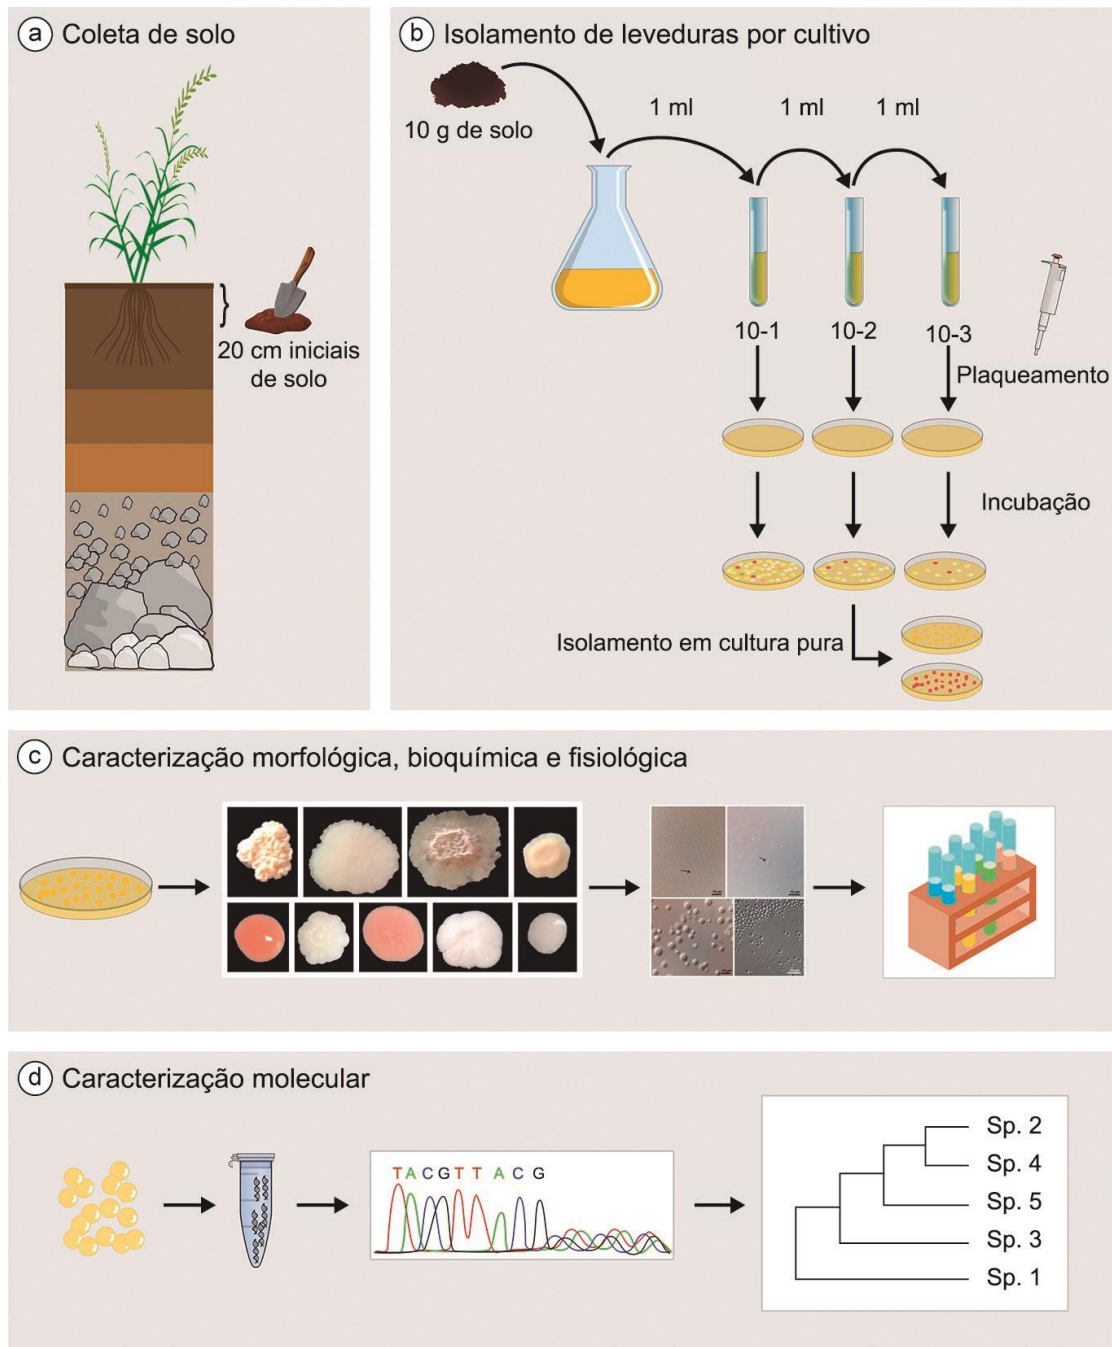 a Coleta de solo
20 cm iniciais
de solo
b Isolamento de leveduras por cultivo
10 g de solo
1 ml
1 ml
1 ml
10-1
10-2
10-3
Plaqueamento
Incubação
Isolamento em cultura pura
c Caracterização morfológica, bioquímica e fisiológica
d Caracterização molecular
TACGTTACG
Sp. 2
Sp. 4
Sp. 5
Sp. 3
Sp. 1